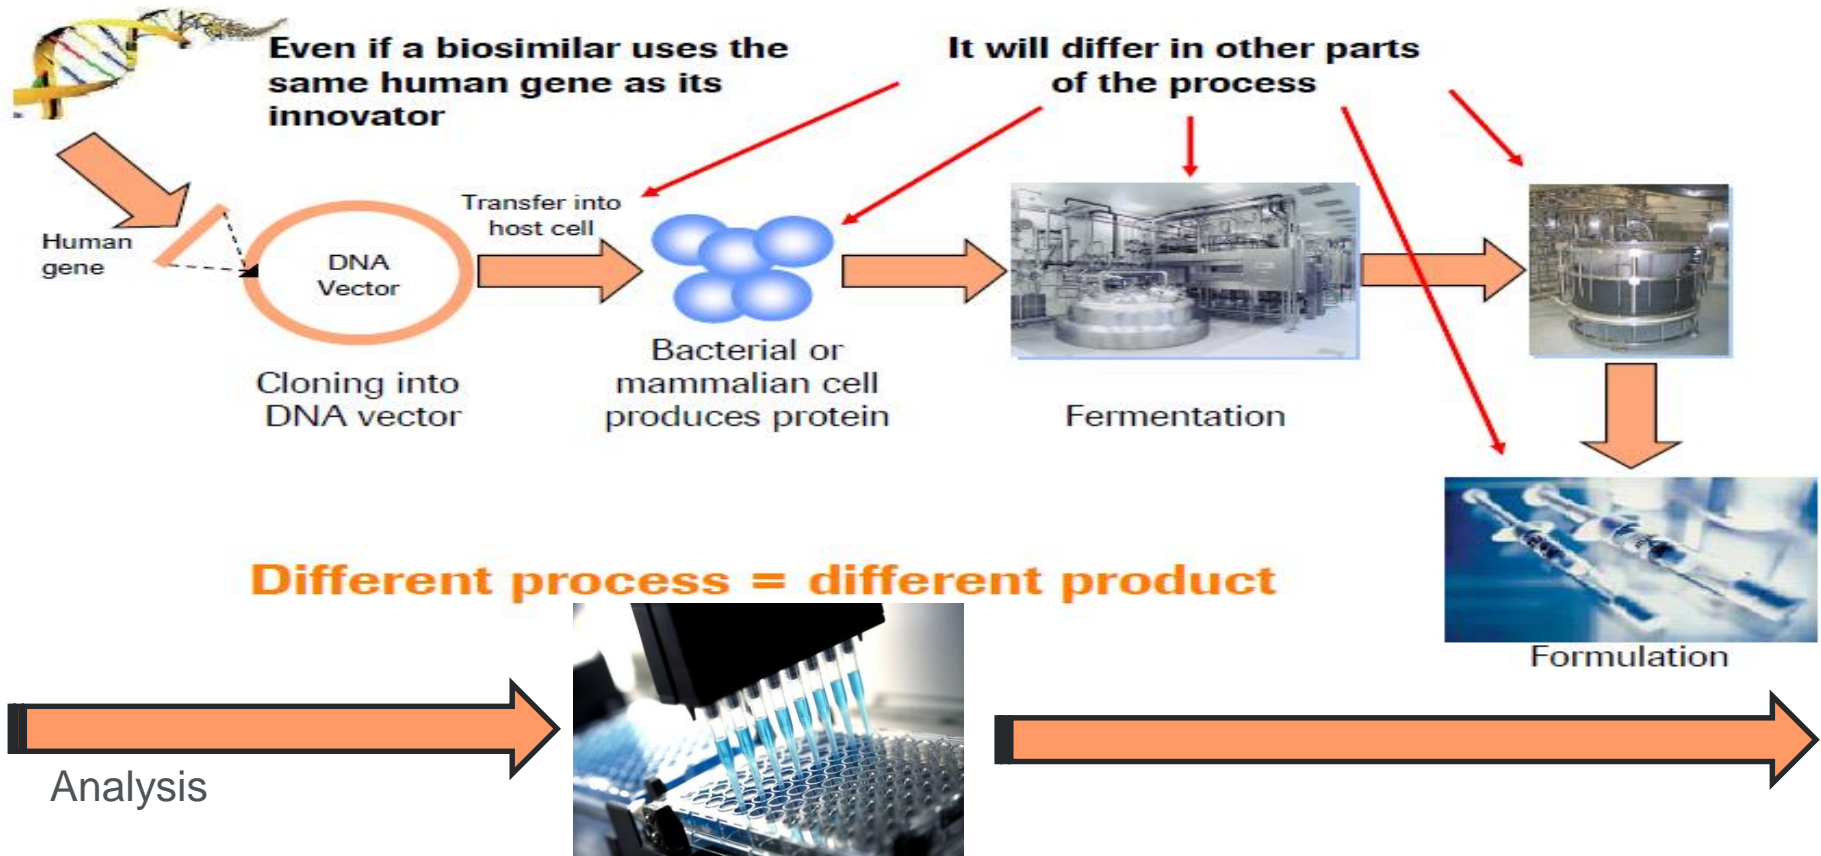 Even if a biosimilar uses the
same human gene as its
innovator
It will differ in other parts
of the process
Human
gene
DNA
Vector
Transfer into
host cell
Cloning into
DNA vector
Bacterial or
mammalian cell
produces protein
Fermentation
Formulation
Different process = different product
Analysis